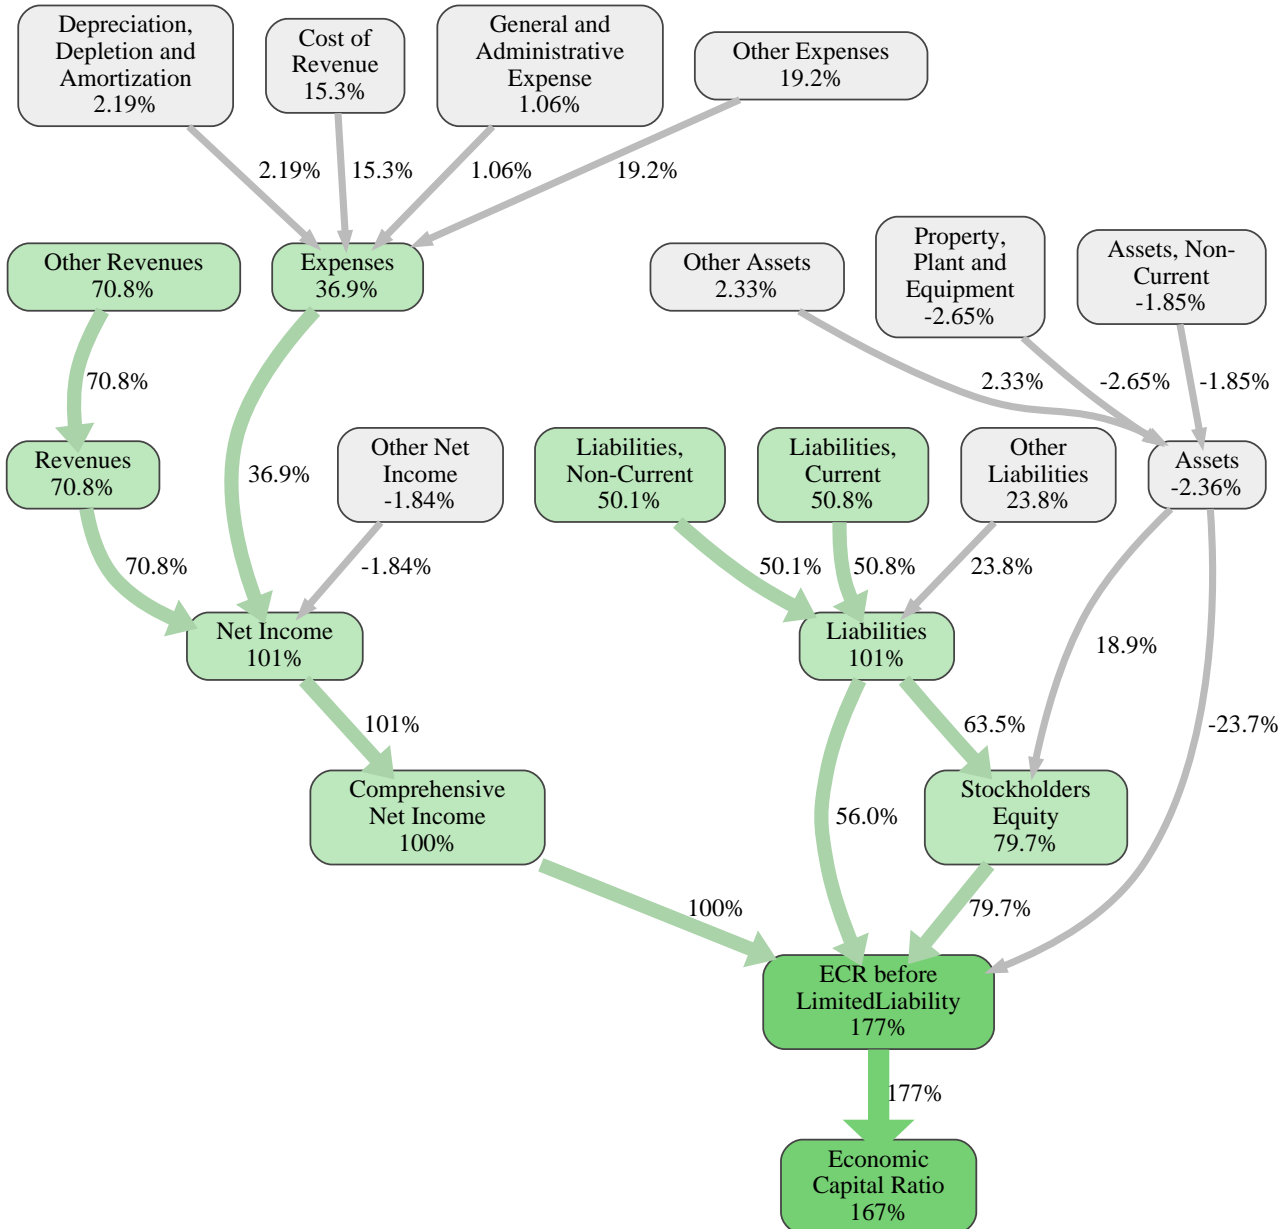 Depreciation,
Depletion and
Amortization
2.19%
Cost of
Revenue
15.3%
General and
Administrative
Expense
1.06%
Other Expenses
19.2%
2.19%
15.3%
1.06%
19.2%
Other Revenues
70.8%
Expenses
36.9%
Other Assets
2.33%
Property,
Plant and
Equipment
-2.65%
Assets, Non-
Current
-1.85%
70.8%
2.33%
-2.65%
-1.85%
Revenues
70.8%
36.9%
Other Net
Income
-1.84%
Liabilities,
Non-Current
50.1%
Liabilities,
Current
50.8%
Other
Liabilities
23.8%
Assets
-2.36%
70.8%
-1.84%
50.1%
50.8%
23.8%
Net Income
101%
Liabilities
101%
18.9%
101%
63.5%
-23.7%
Comprehensive
Net Income
100%
56.0%
Stockholders
Equity
79.7%
100%
79.7%
ECR before
LimitedLiability
177%
177%
Economic
Capital Ratio
167%